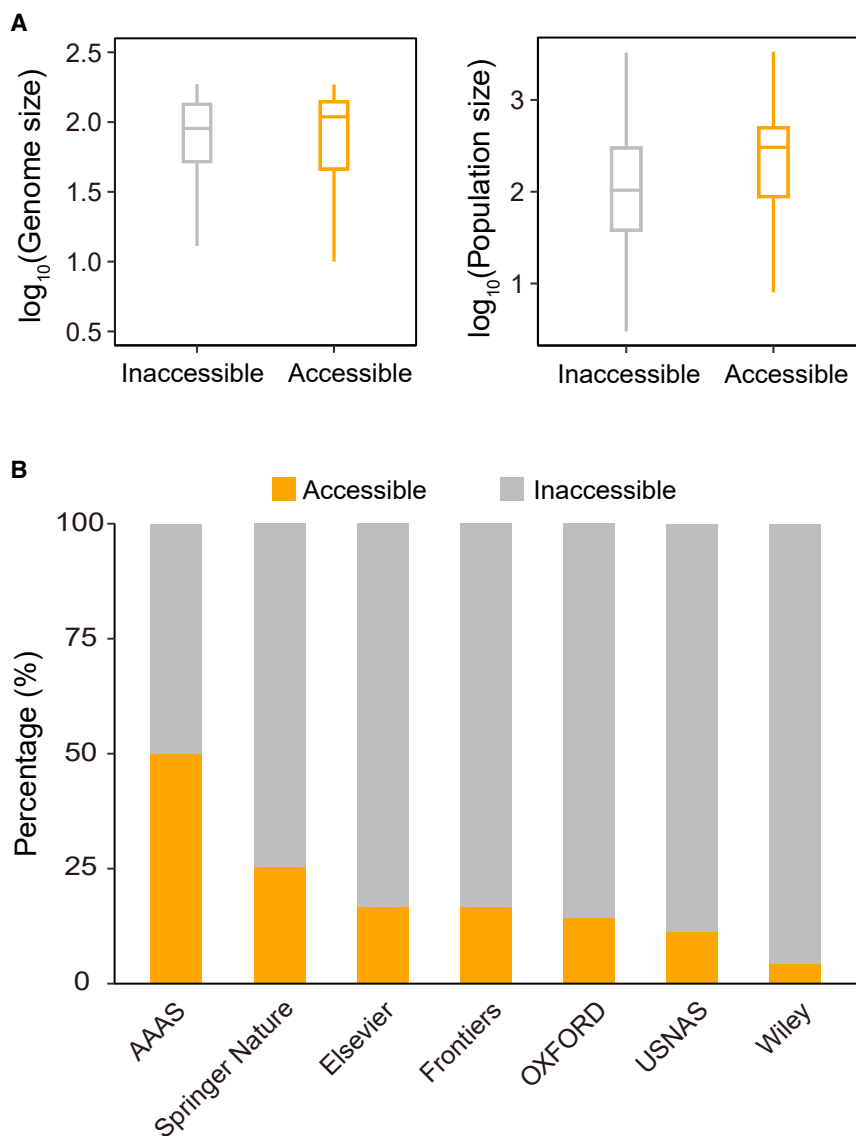 A
log10(Genome size)
2.5
2.0
1.5
1.0
0.5
Inaccessible Accessible
log10(Population size)
3
2
1
Inaccessible Accessible
B
Accessible Inaccessible
Percentage (%)
100
75
50
25
0
AAAS
Springer Nature
Elsevier
Frontiers
OXFORD
USNAS
Wiley